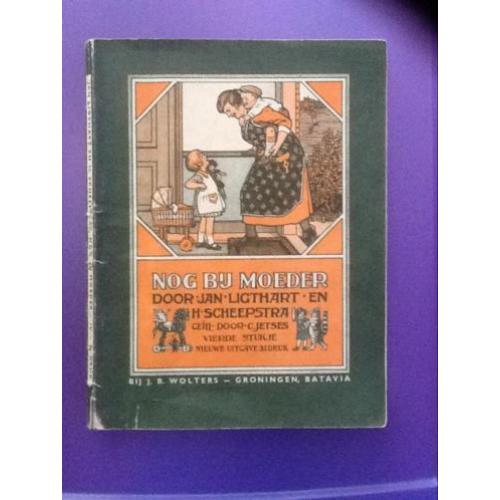 NOG BIJ MOEDER
DOOR · JAN · LIGTHART · EN
H · SCHEEPSTRA
GEÏLL · DOOR · C. JETSES
VIERDE STUKJE
NIEUWE UITGAVE
BIJ J. B. WOLTERS — GRONINGEN, BATAVIA